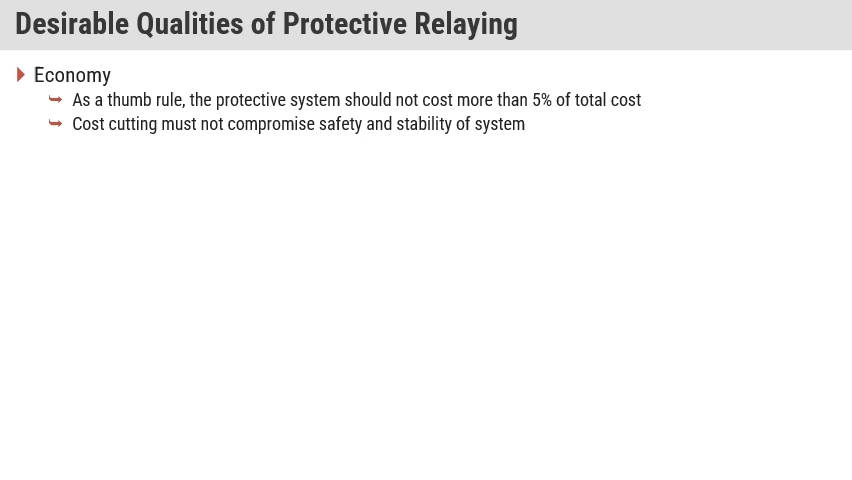 Desirable Qualities of Protective Relaying
Economy
As a thumb rule, the protective system should not cost more than 5% of total cost
Cost cutting must not compromise safety and stability of system